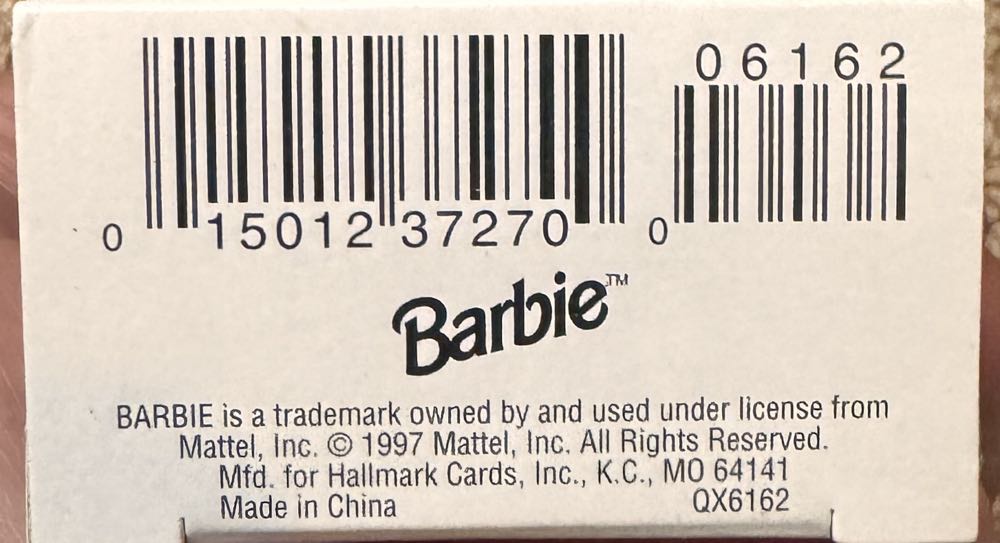 06162
0 15012 37270 0
Barbie™
BARBIE is a trademark owned by and used under license from
Mattel, Inc. © 1997 Mattel, Inc. All Rights Reserved.
Mfd. for Hallmark Cards, Inc., K.C., MO 64141
Made in China QX6162